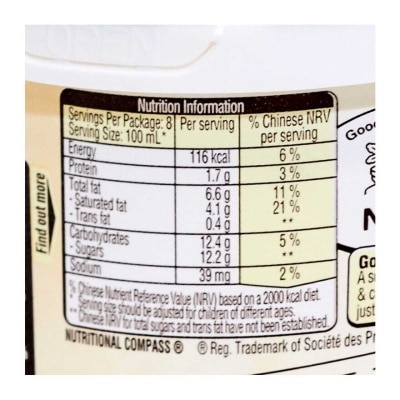 OPEN
Nutrition Information
Servings Per Package: 8
Serving Size: 100 mL*
Per serving
% Chinese NRV
per serving
Energy 116 kcal 6 %
Protein 1.7 g 3 %
Total fat 6.6 g 11 %
- Saturated fat 4.1 g 21 %
- Trans fat 0.4 g **
Carbohydrates 12.4 g 5 %
- Sugars 12.2 g **
Sodium 39 mg 2 %
% Chinese Nutrient Reference Value (NRV) based on a 2000 kcal diet.
* Serving size should be adjusted for children of different ages.
** Chinese NRV for total sugars and trans fat have not been established.
NUTRITIONAL COMPASS ® ® Reg. Trademark of Société des Pr
Find out more
Good
N
Go
A s
& c
just